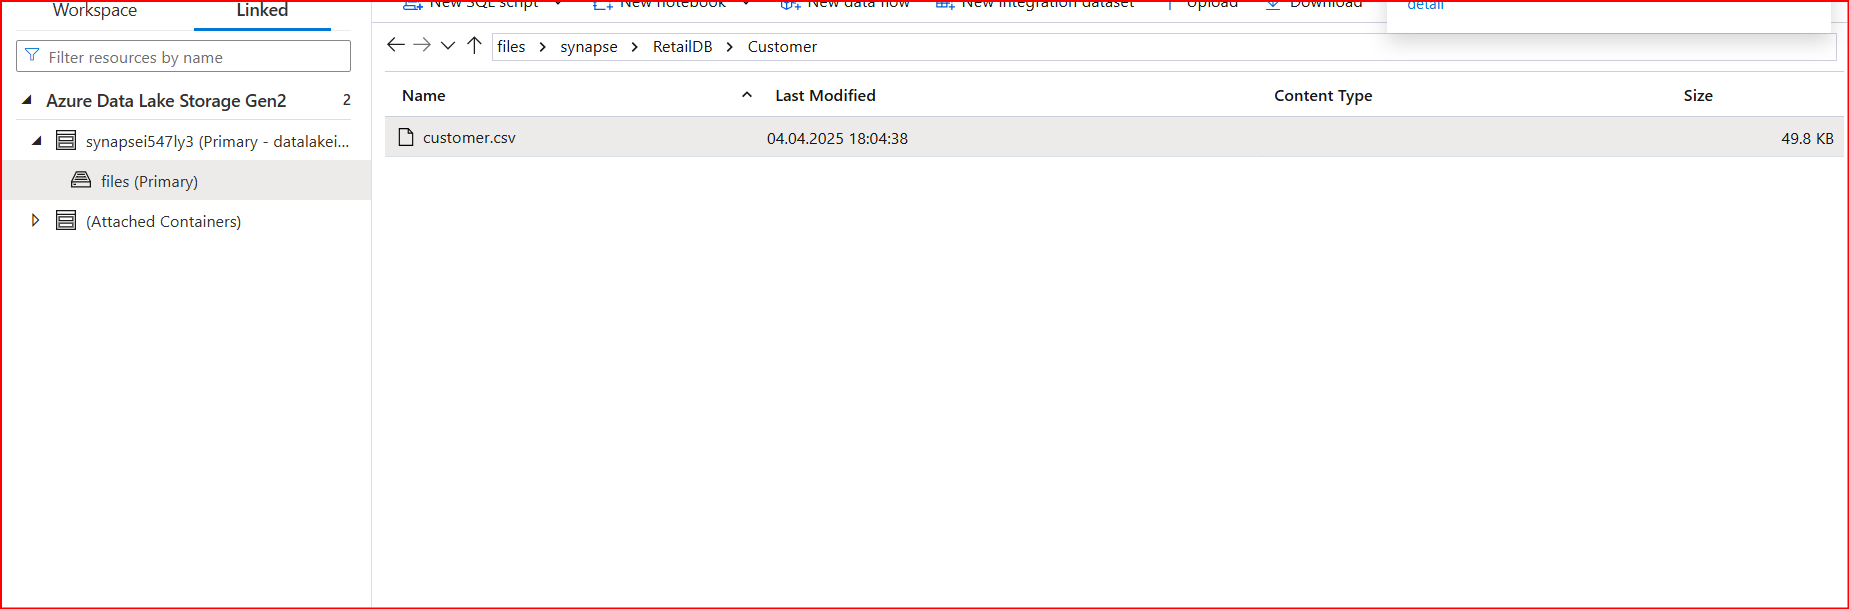 Workspace
Linked
Filter resources by name
Azure Data Lake Storage Gen2 2
synapsei547ly3 (Primary - datalakei...
files (Primary)
(Attached Containers)
New SQL script
New notebook
New data flow
New integration dataset
Upload
Download
detail
files > synapse > RetailDB > Customer
Name Last Modified Content Type Size
customer.csv 04.04.2025 18:04:38 49.8 KB